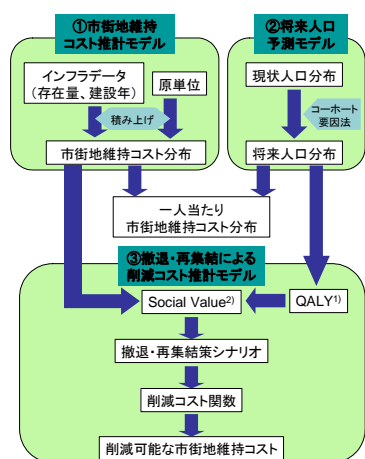 ①市街地維持
コスト推計モデル
②将来人口
予測モデル
インフラデータ
(存在量、建設年)
原単位
現状人口分布
積み上げ
コーホート
要因法
市街地維持コスト分布
将来人口分布
一人当たり
市街地維持コスト分布
③撤退・再集結による
削減コスト推計モデル
Social Value2)
QALY1)
撤退・再集結策シナリオ
削減コスト関数
削減可能な市街地維持コスト